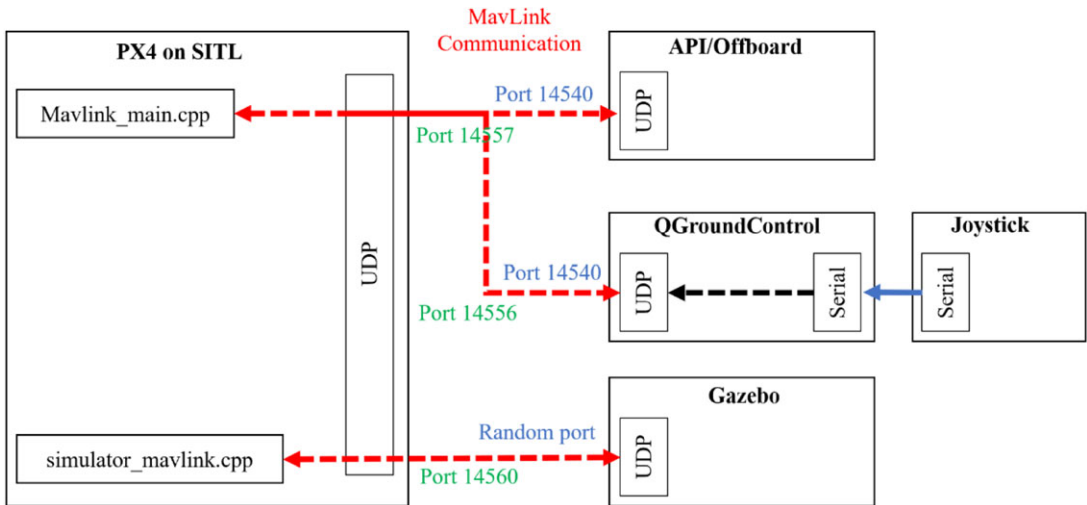 MavLink
Communication
PX4 on SITL
API/Offboard
Mavlink_main.cpp
UDP
Port 14540
Port 14557
UDP
QGroundControl
Joystick
Port 14540
Port 14556
UDP
Serial
Serial
Gazebo
simulator_mavlink.cpp
Random port
Port 14560
UDP